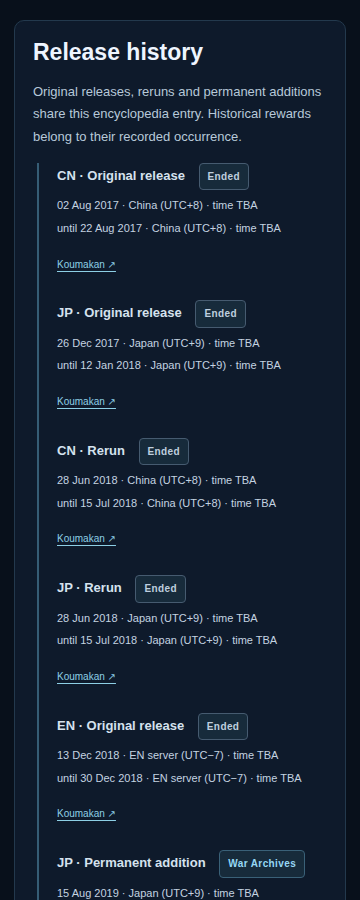 Release history
Original releases, reruns and permanent additions
share this encyclopedia entry. Historical rewards
belong to their recorded occurrence.
CN · Original release Ended
02 Aug 2017 · China (UTC+8) · time TBA
until 22 Aug 2017 · China (UTC+8) · time TBA
Koumakan ↗
JP · Original release Ended
26 Dec 2017 · Japan (UTC+9) · time TBA
until 12 Jan 2018 · Japan (UTC+9) · time TBA
Koumakan ↗
CN · Rerun Ended
28 Jun 2018 · China (UTC+8) · time TBA
until 15 Jul 2018 · China (UTC+8) · time TBA
Koumakan ↗
JP · Rerun Ended
28 Jun 2018 · Japan (UTC+9) · time TBA
until 15 Jul 2018 · Japan (UTC+9) · time TBA
Koumakan ↗
EN · Original release Ended
13 Dec 2018 · EN server (UTC−7) · time TBA
until 30 Dec 2018 · EN server (UTC−7) · time TBA
Koumakan ↗
JP · Permanent addition War Archives
15 Aug 2019 · Japan (UTC+9) · time TBA